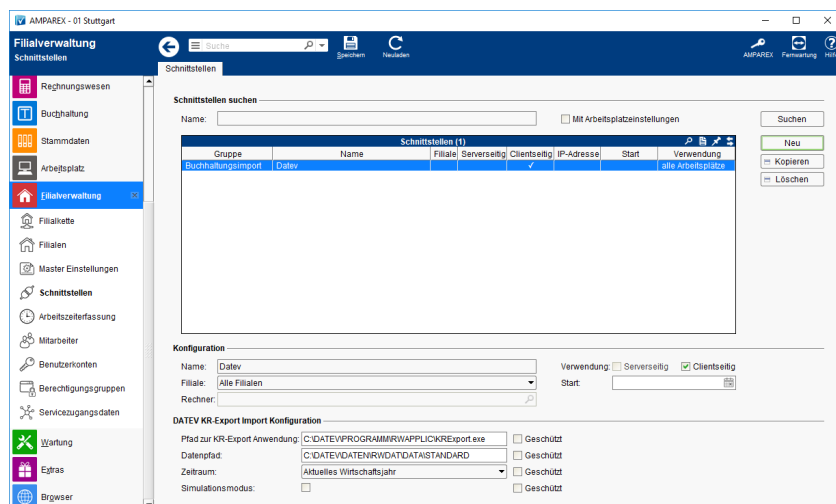 AMPAREX - 01 Stuttgart
Filialverwaltung
Schnittstellen
Suche
Speichern
Neuladen
AMPAREX
Fernwartung
Hilfe
Schnittstellen
Rechnungswesen
Buchhaltung
Stammdaten
Arbeitsplatz
Filialverwaltung
Filialkette
Filialen
Master Einstellungen
Schnittstellen
Arbeitszeiterfassung
Mitarbeiter
Benutzerkonten
Berechtigungsgruppen
Servicezugangsdaten
Wartung
Extras
Browser
Schnittstellen suchen
Name:
Mit Arbeitsplatzeinstellungen
Suchen
Neu
Kopieren
Löschen
Schnittstellen (1)
Gruppe Name Filiale Serverseitig Clientseitig IP-Adresse Start Verwendung
Buchhaltungsimport Datev ✓ alle Arbeitsplätze
Konfiguration
Name: Datev Verwendung: Serverseitig Clientseitig
Filiale: Alle Filialen Start:
Rechner:
DATEV KR-Export Import Konfiguration
Pfad zur KR-Export Anwendung: C:\DATEV\PROGRAMM\RWAPPLIC\KRExport.exe Geschützt
Datenpfad: C:\DATEV\DATEN\RWDAT\DATA\STANDARD Geschützt
Zeitraum: Aktuelles Wirtschaftsjahr Geschützt
Simulationsmodus: Geschützt